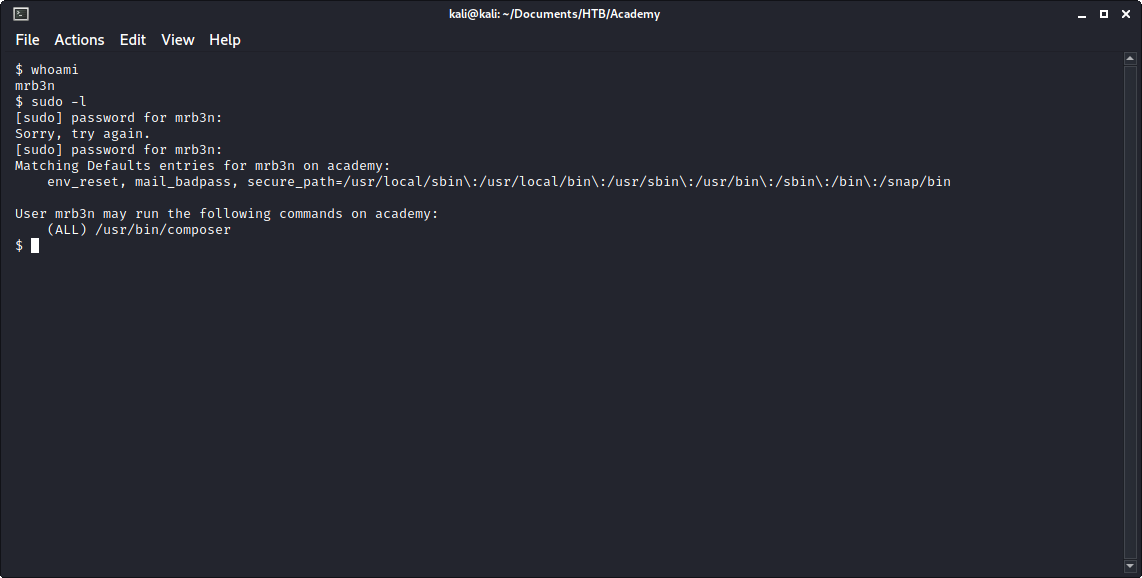 kali@kali: ~/Documents/HTB/Academy
File Actions Edit View Help
$ whoami
mrb3n
$ sudo -l
[sudo] password for mrb3n:
Sorry, try again.
[sudo] password for mrb3n:
Matching Defaults entries for mrb3n on academy:
    env_reset, mail_badpass, secure_path=/usr/local/sbin\:/usr/local/bin\:/usr/sbin\:/usr/bin\:/sbin\:/bin\:/snap/bin

User mrb3n may run the following commands on academy:
    (ALL) /usr/bin/composer
$